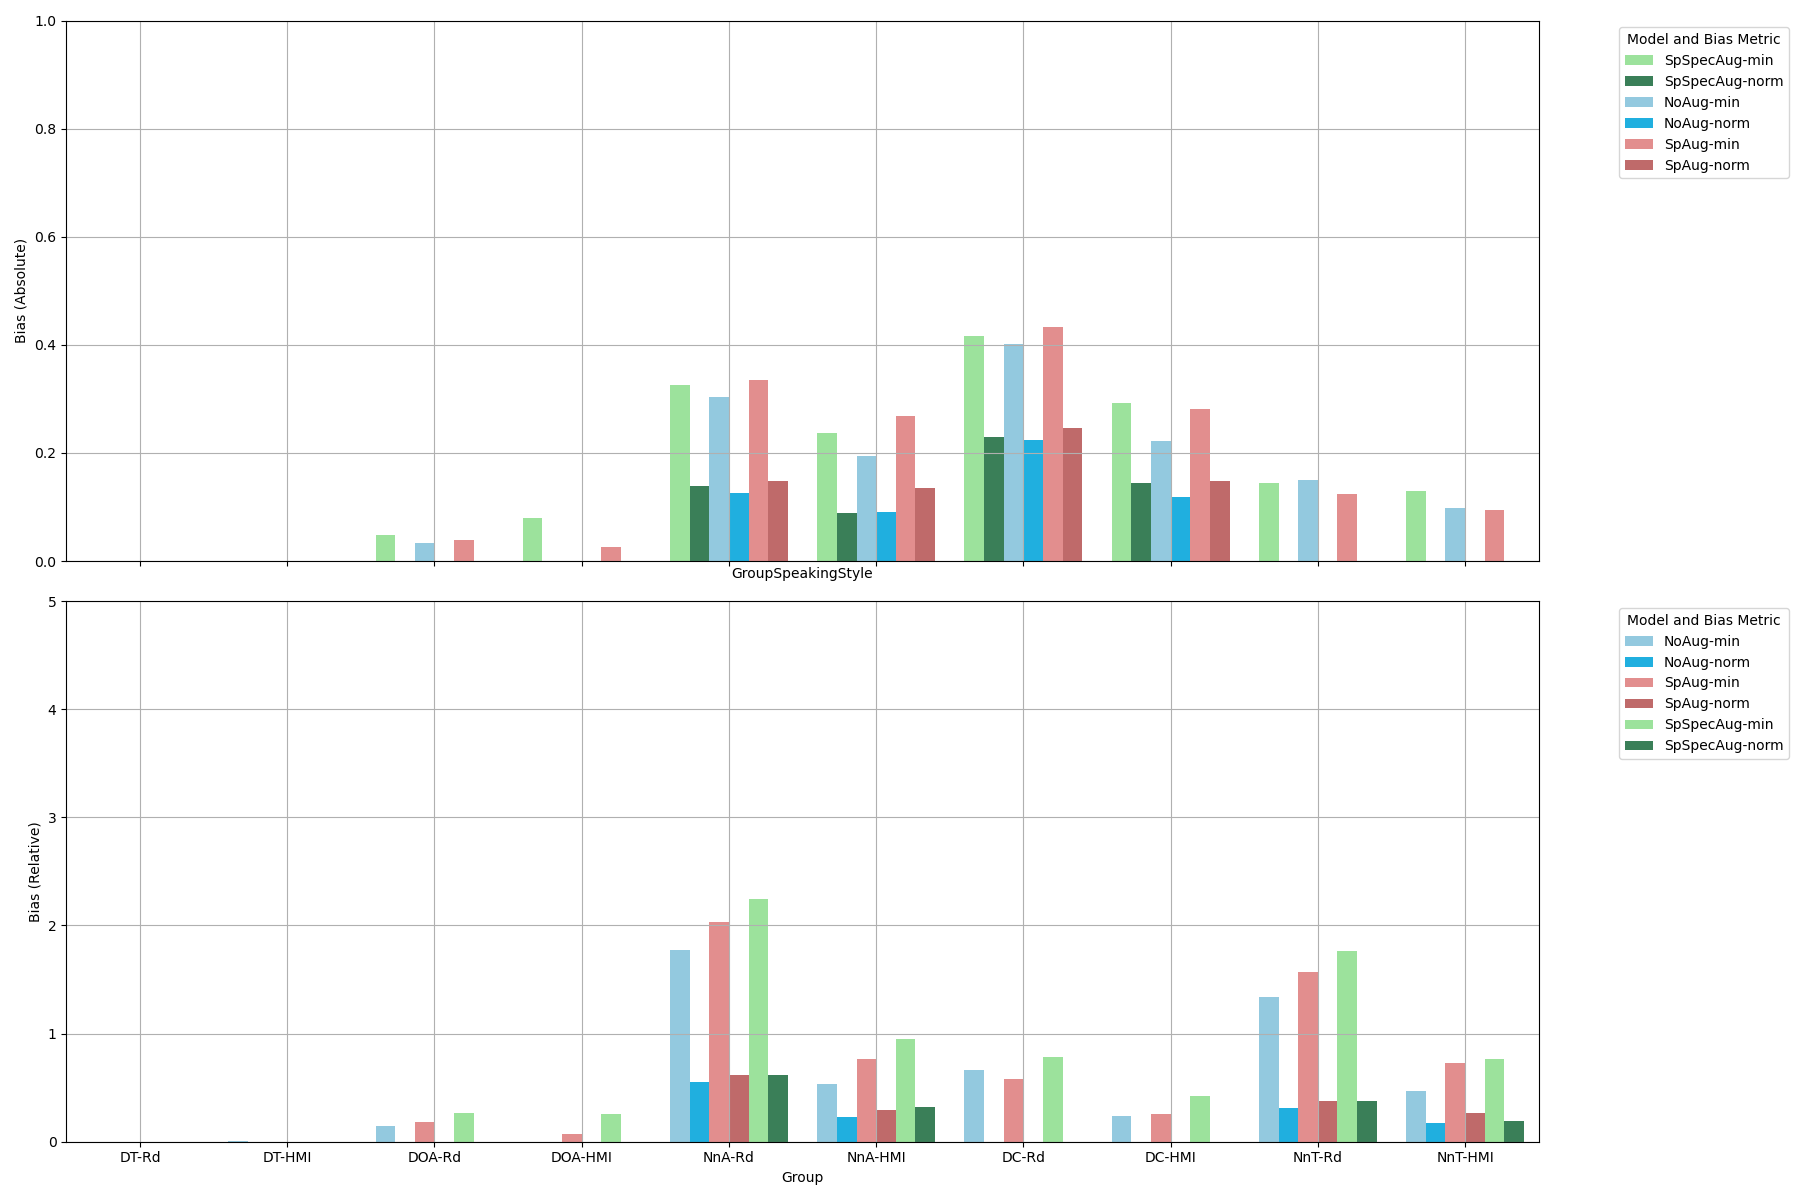 1.0
0.8
0.6
0.4
0.2
0.0
Bias (Absolute)
GroupSpeakingStyle
Model and Bias Metric
SpSpecAug-min
SpSpecAug-norm
NoAug-min
NoAug-norm
SpAug-min
SpAug-norm
5
4
3
2
1
0
Bias (Relative)
DT-Rd
DT-HMI
DOA-Rd
DOA-HMI
NnA-Rd
NnA-HMI
DC-Rd
DC-HMI
NnT-Rd
NnT-HMI
Group
Model and Bias Metric
NoAug-min
NoAug-norm
SpAug-min
SpAug-norm
SpSpecAug-min
SpSpecAug-norm